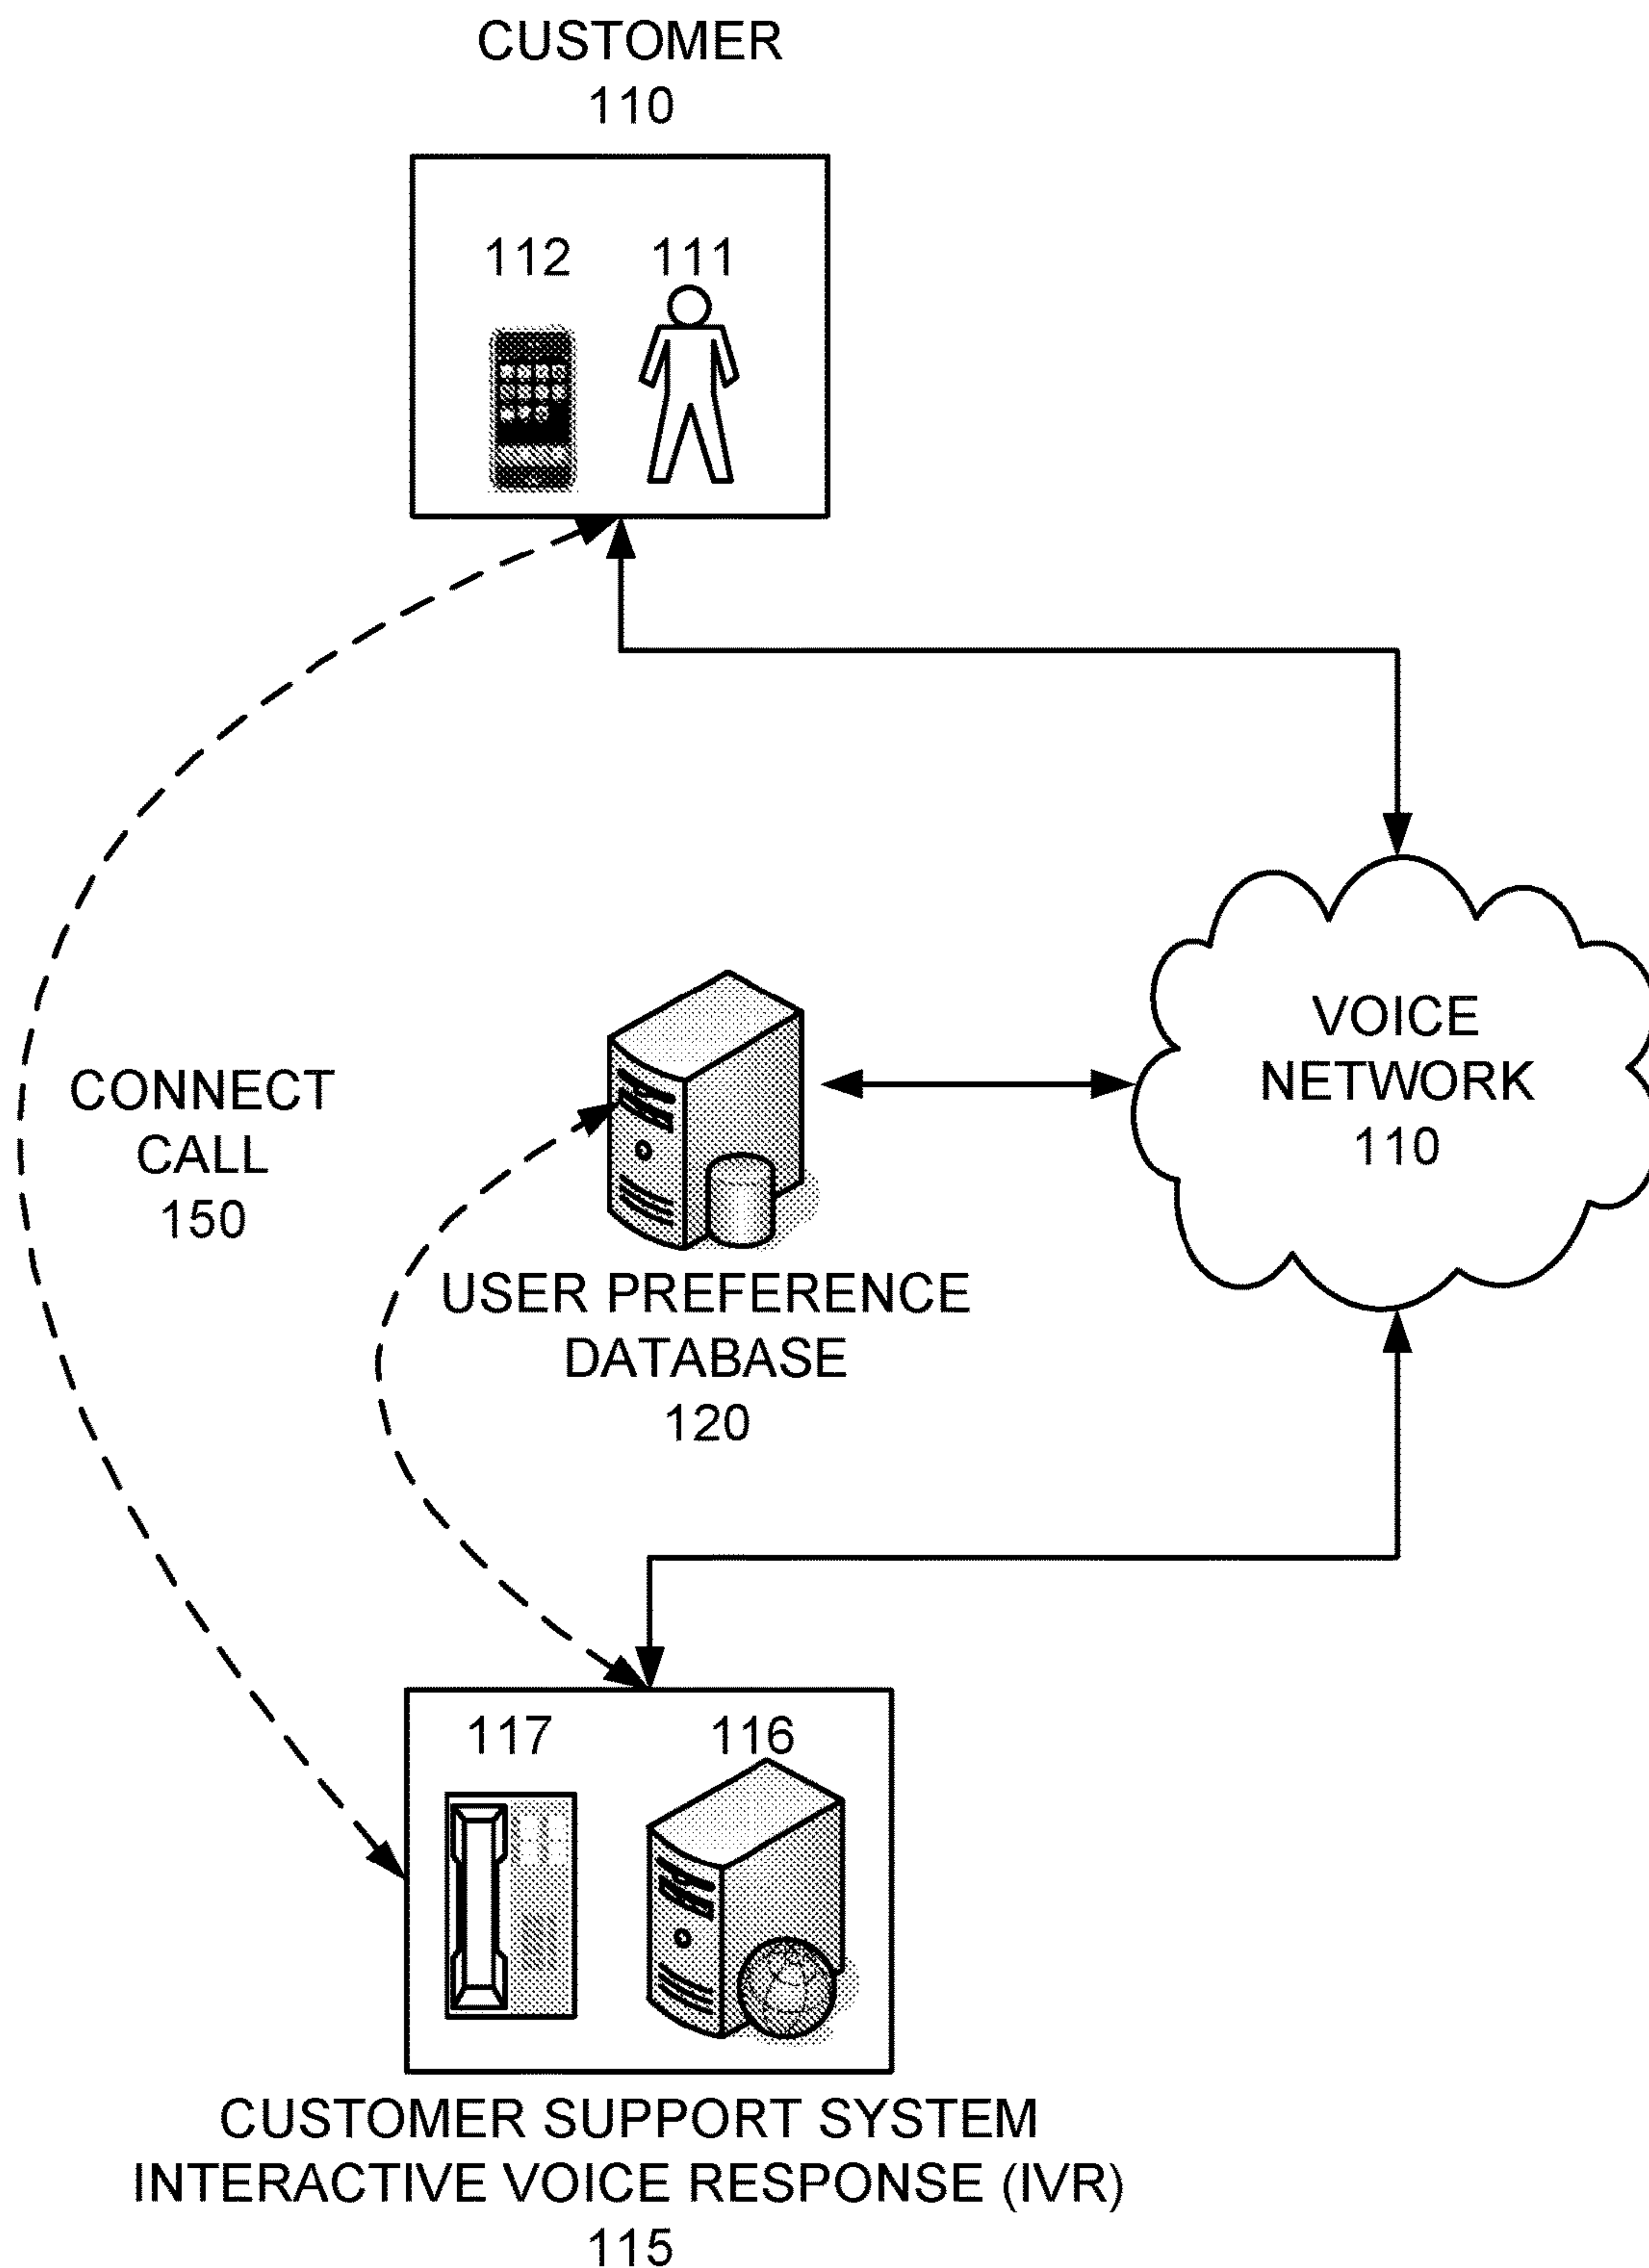 CUSTOMER
110
112 111
VOICE
NETWORK
110
CONNECT
CALL
150
USER PREFERENCE
DATABASE
120
117 116
CUSTOMER SUPPORT SYSTEM
INTERACTIVE VOICE RESPONSE (IVR)
115